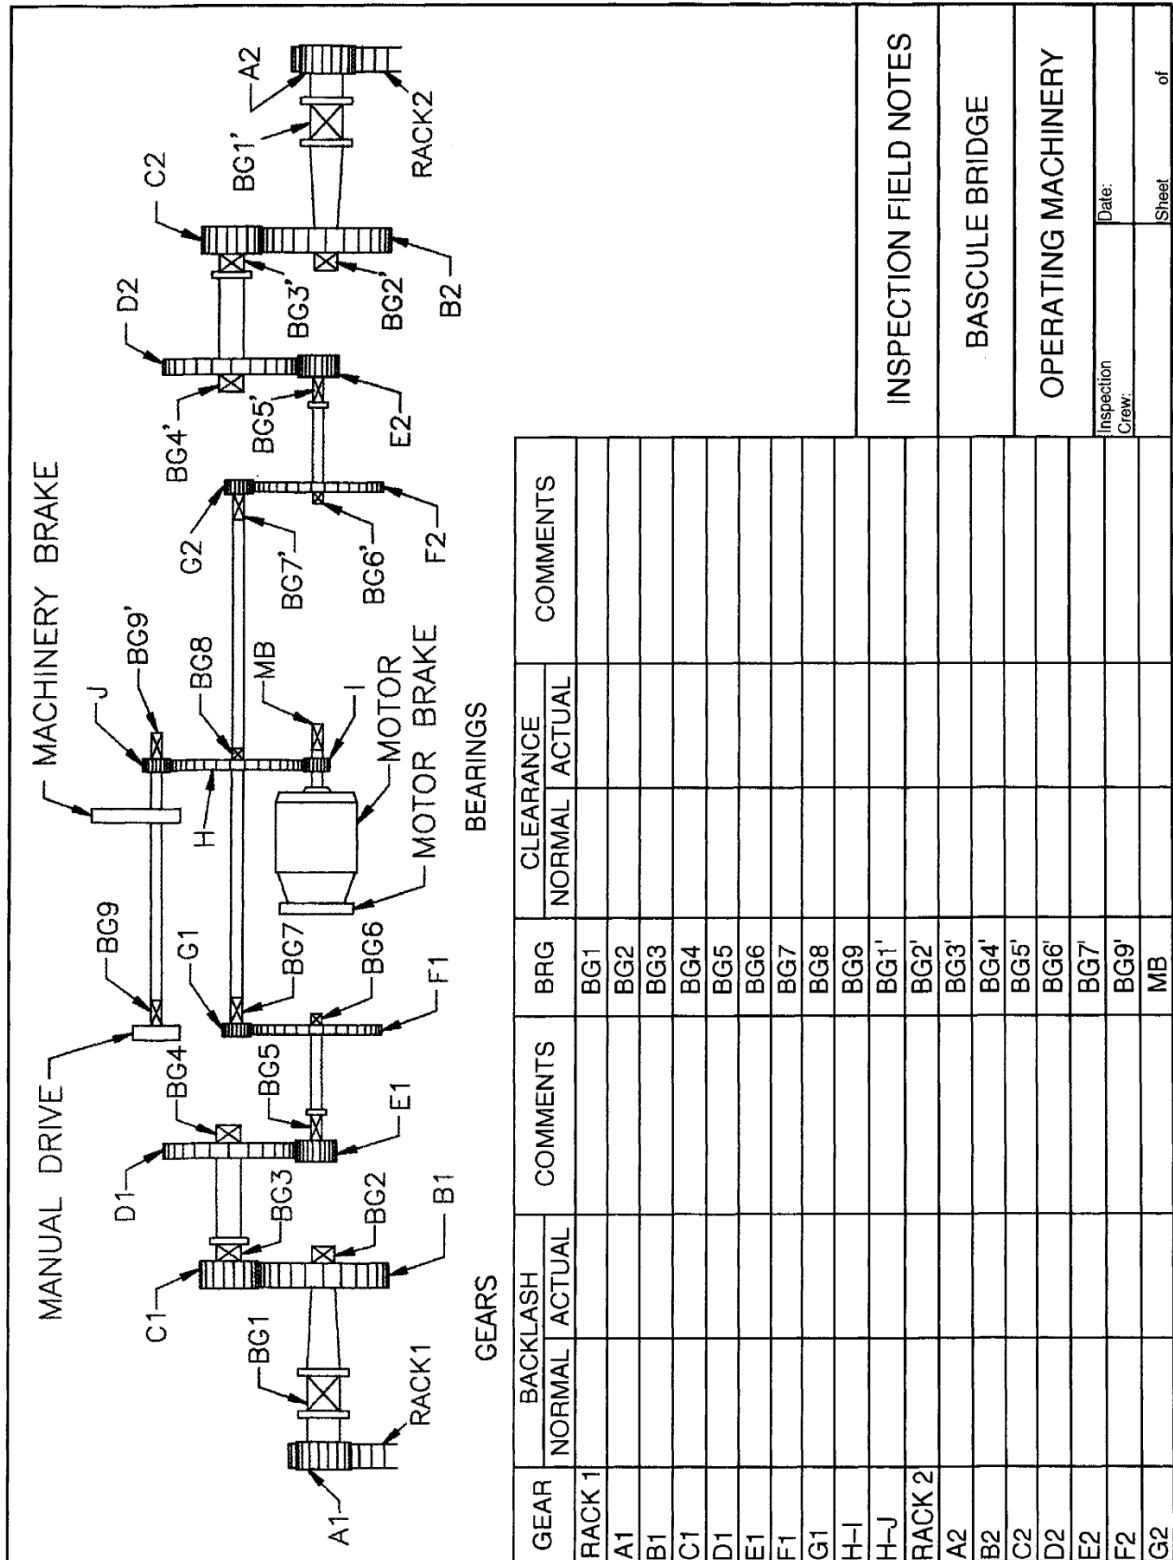 MANUAL DRIVE
MACHINERY BRAKE
C1
D1
BG4
BG9
J
BG9'
D2
C2
BG1
BG3
G1
H
BG8
G2
BG4'
BG3'
BG1'
A2
A1
RACK1
BG2
B1
BG5
E1
BG7
BG6
F1
MB
I
MOTOR
MOTOR BRAKE
BG7'
BG6'
F2
BG5'
E2
BG2'
B2
RACK2
GEARS
BEARINGS
GEAR BACKLASH COMMENTS BRG CLEARANCE COMMENTS
NORMAL ACTUAL NORMAL ACTUAL
RACK 1 BG1
A1 BG2
B1 BG3
C1 BG4
D1 BG5
E1 BG6
F1 BG7
G1 BG8
H–I BG9
H–J BG1'
RACK 2 BG2'
A2 BG3'
B2 BG4'
C2 BG5'
D2 BG6'
E2 BG7'
F2 BG9'
G2 MB
INSPECTION FIELD NOTES
BASCULE BRIDGE
OPERATING MACHINERY
Inspection
Crew:
Date:
Sheet of